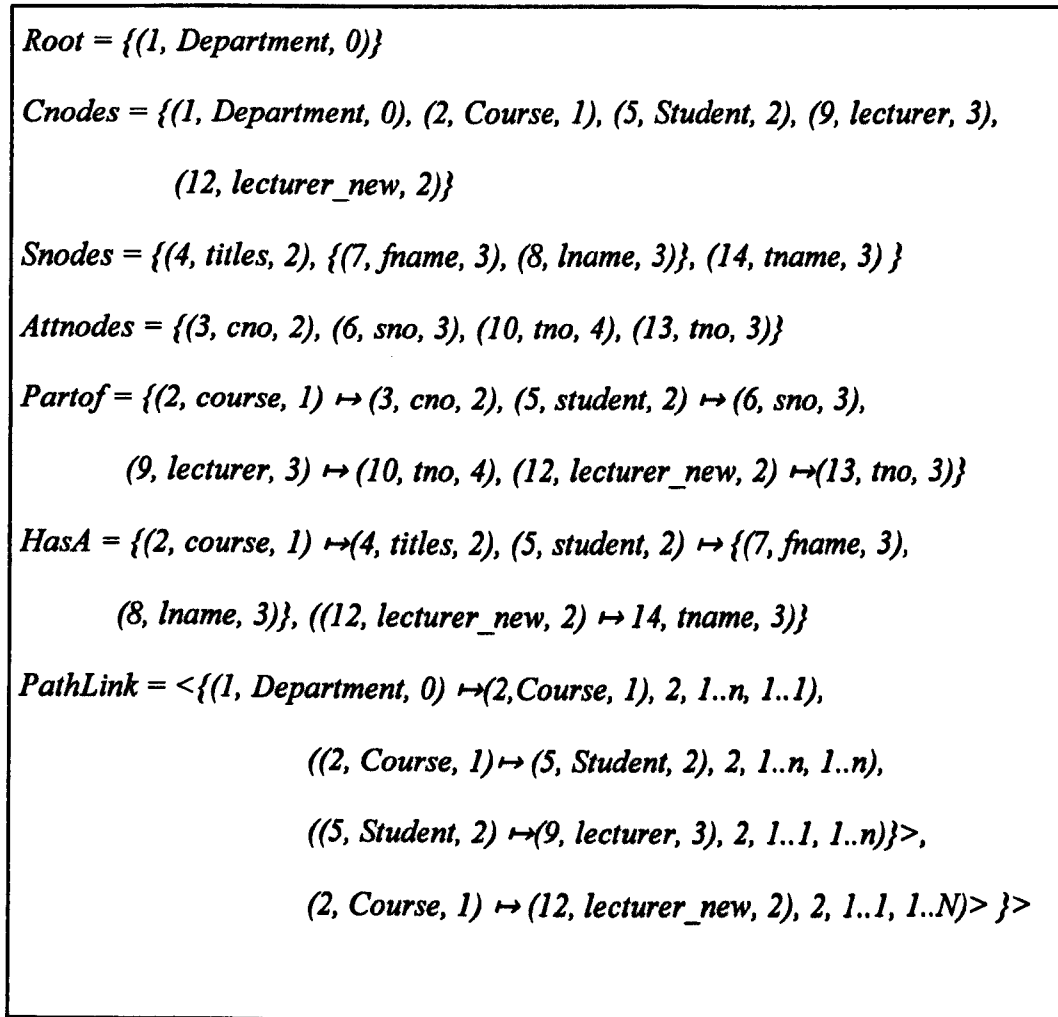 Root = {(1, Department, 0)}
Cnodes = {(1, Department, 0), (2, Course, 1), (5, Student, 2), (9, lecturer, 3),
(12, lecturer_new, 2)}
Snodes = {(4, titles, 2), {(7, fname, 3), (8, lname, 3)}, (14, tname, 3) }
Attnodes = {(3, cno, 2), (6, sno, 3), (10, tno, 4), (13, tno, 3)}
Partof = {(2, course, 1) ↦ (3, cno, 2), (5, student, 2) ↦ (6, sno, 3),
(9, lecturer, 3) ↦ (10, tno, 4), (12, lecturer_new, 2) ↦(13, tno, 3)}
HasA = {(2, course, 1) ↦(4, titles, 2), (5, student, 2) ↦ {(7, fname, 3),
(8, lname, 3)}, ((12, lecturer_new, 2) ↦ 14, tname, 3)}
PathLink = <{(1, Department, 0) ↦(2,Course, 1), 2, 1..n, 1..1),
((2, Course, 1)↦ (5, Student, 2), 2, 1..n, 1..n),
((5, Student, 2) ↦(9, lecturer, 3), 2, 1..1, 1..n)}>,
(2, Course, 1) ↦ (12, lecturer_new, 2), 2, 1..1, 1..N)> }>